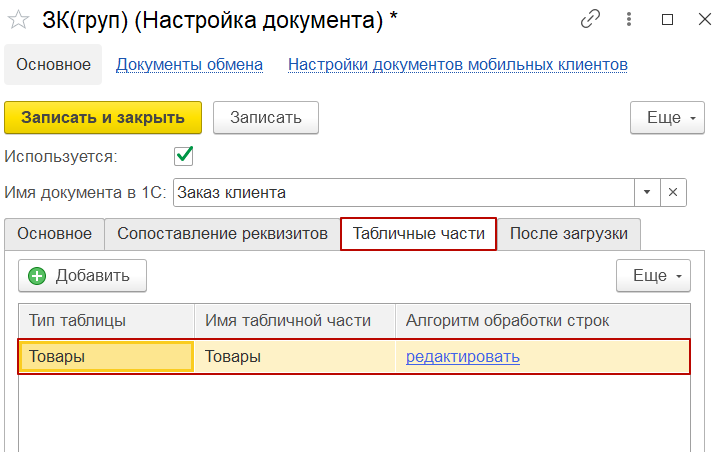 ЗК(груп) (Настройка документа) *
Основное Документы обмена Настройки документов мобильных клиентов
Записать и закрыть Записать Еще
Используется:
Имя документа в 1С: Заказ клиента
Основное Сопоставление реквизитов Табличные части После загрузки
Добавить Еще
Тип таблицы Имя табличной части Алгоритм обработки строк
Товары Товары редактировать